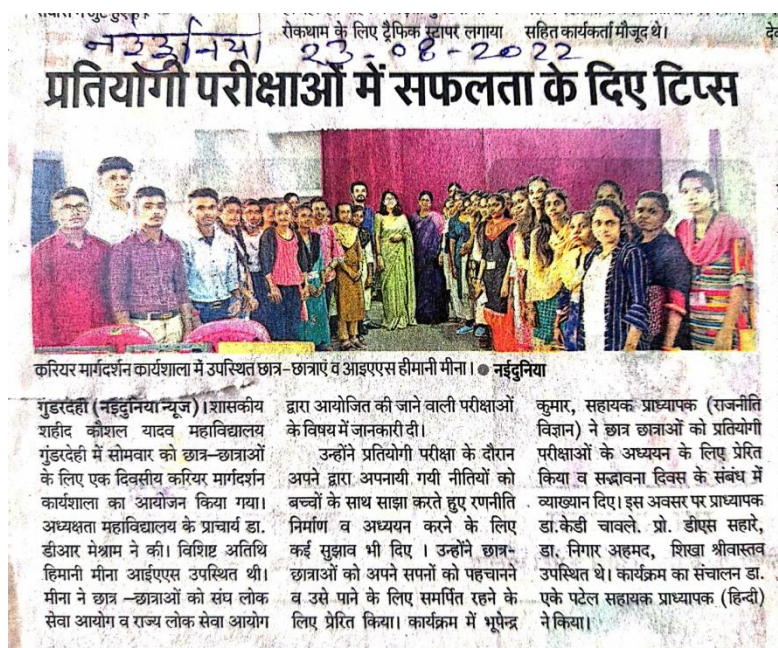 रोकथाम के लिए ट्रैफिक स्टापर लगाया
सहित कार्यकर्ता मौजूद थे।
नईदुनिया 23-08-2022
प्रतियोगी परीक्षाओं में सफलता के दिए टिप्स
करियर मार्गदर्शन कार्यशाला में उपस्थित छात्र-छात्राएं व आइएएस हीमानी मीना। ● नईदुनिया
गुंडरदेही (नईदुनिया न्यूज)।शासकीय
शहीद कौशल यादव महाविद्यालय
गुंडरदेही में सोमवार को छात्र-छात्राओं
के लिए एक दिवसीय करियर मार्गदर्शन
कार्यशाला का आयोजन किया गया।
अध्यक्षता महाविद्यालय के प्राचार्य डा.
डीआर मेश्राम ने की। विशिष्ट अतिथि
हिमानी मीना आईएएस उपस्थित थी।
मीना ने छात्र –छात्राओं को संघ लोक
सेवा आयोग व राज्य लोक सेवा आयोग
द्वारा आयोजित की जाने वाली परीक्षाओं
के विषय में जानकारी दी।
उन्होंने प्रतियोगी परीक्षा के दौरान
अपने द्वारा अपनायी गयी नीतियों को
बच्चों के साथ साझा करते हुए रणनीति
निर्माण व अध्ययन करने के लिए
कई सुझाव भी दिए । उन्होंने छात्र-
छात्राओं को अपने सपनों को पहचानने
व उसे पाने के लिए समर्पित रहने के
लिए प्रेरित किया। कार्यक्रम में भूपेन्द्र
कुमार, सहायक प्राध्यापक (राजनीति
विज्ञान) ने छात्र छात्राओं को प्रतियोगी
परीक्षाओं के अध्ययन के लिए प्रेरित
किया व सद्भावना दिवस के संबंध में
व्याख्यान दिए। इस अवसर पर प्राध्यापक
डा.केडी चावले. प्रो. डीएस सहारे,
डा. निगार अहमद, शिखा श्रीवास्तव
उपस्थित थे। कार्यक्रम का संचालन डा.
एके पटेल सहायक प्राध्यापक (हिन्दी)
ने किया।